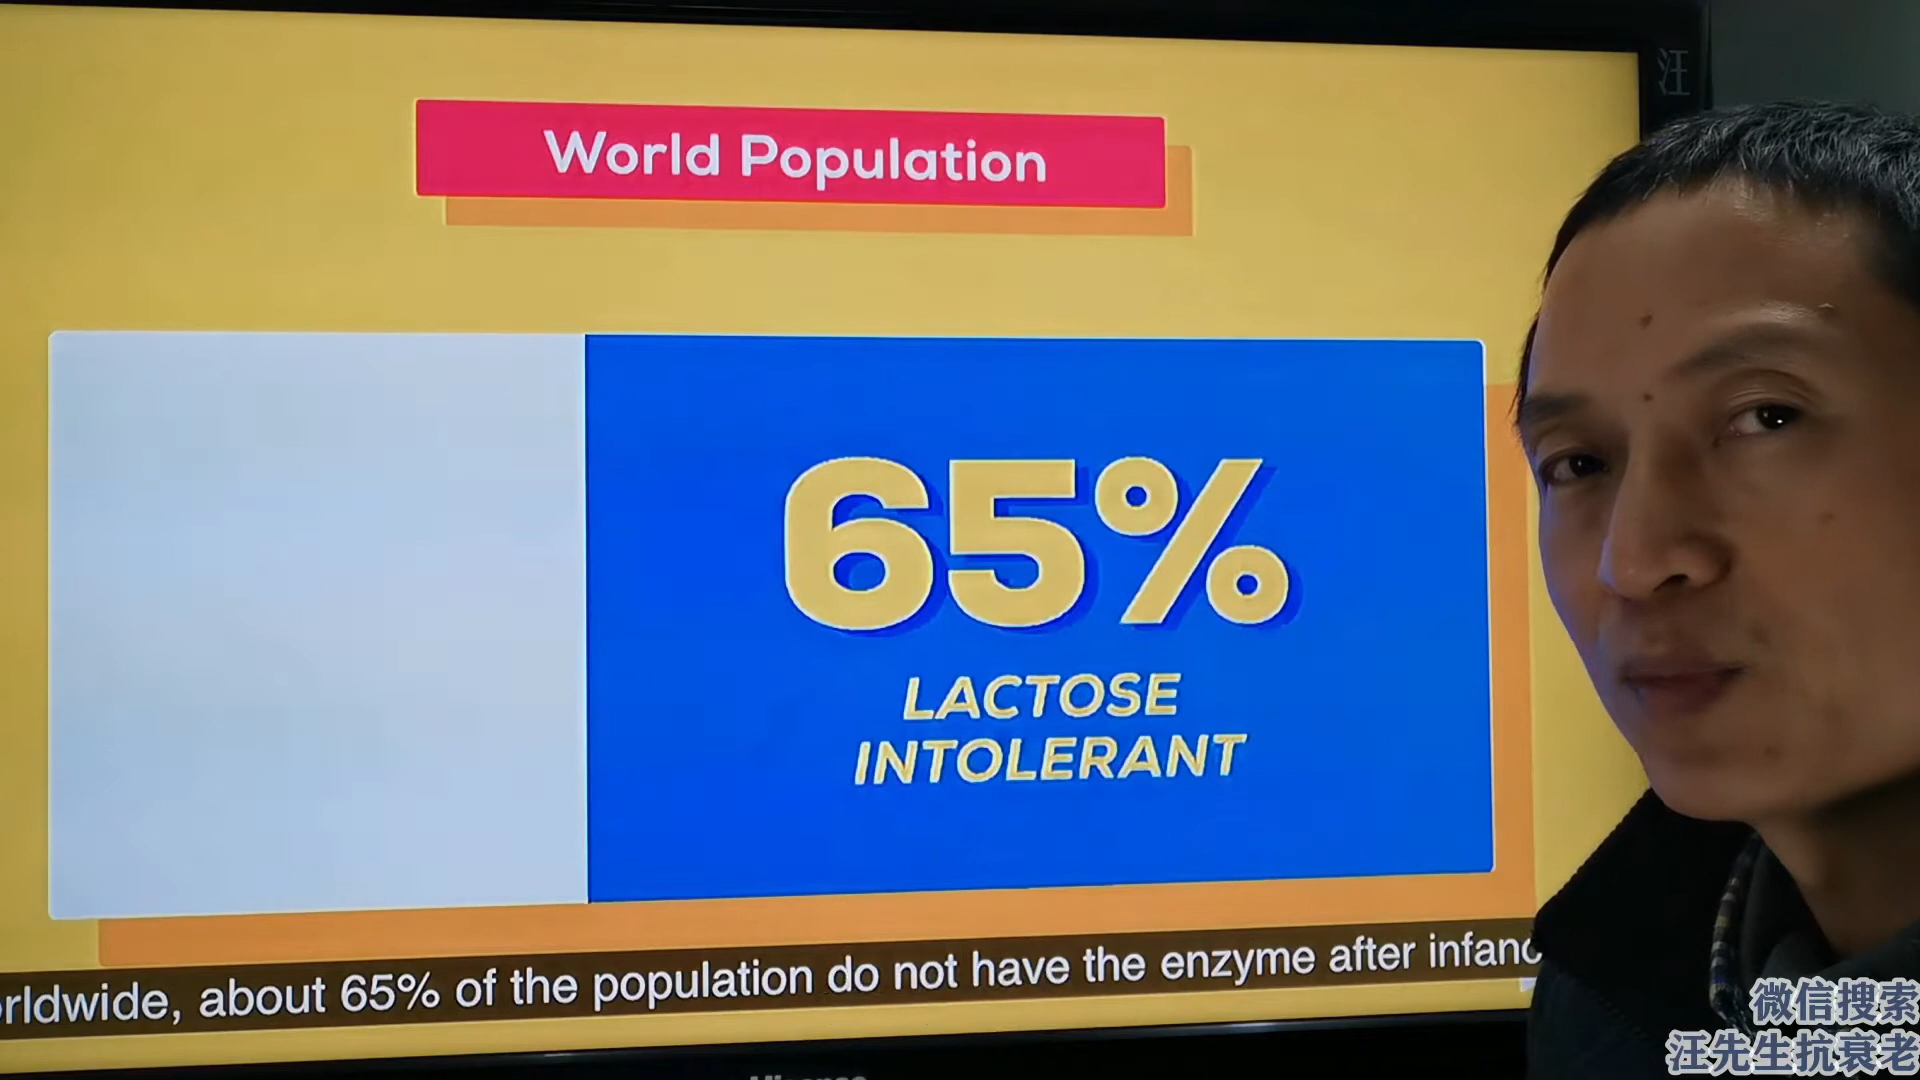 汪
World Population
65%
LACTOSE
INTOLERANT
rldwide, about 65% of the population do not have the enzyme after infanc
微信搜索
汪先生抗衰老